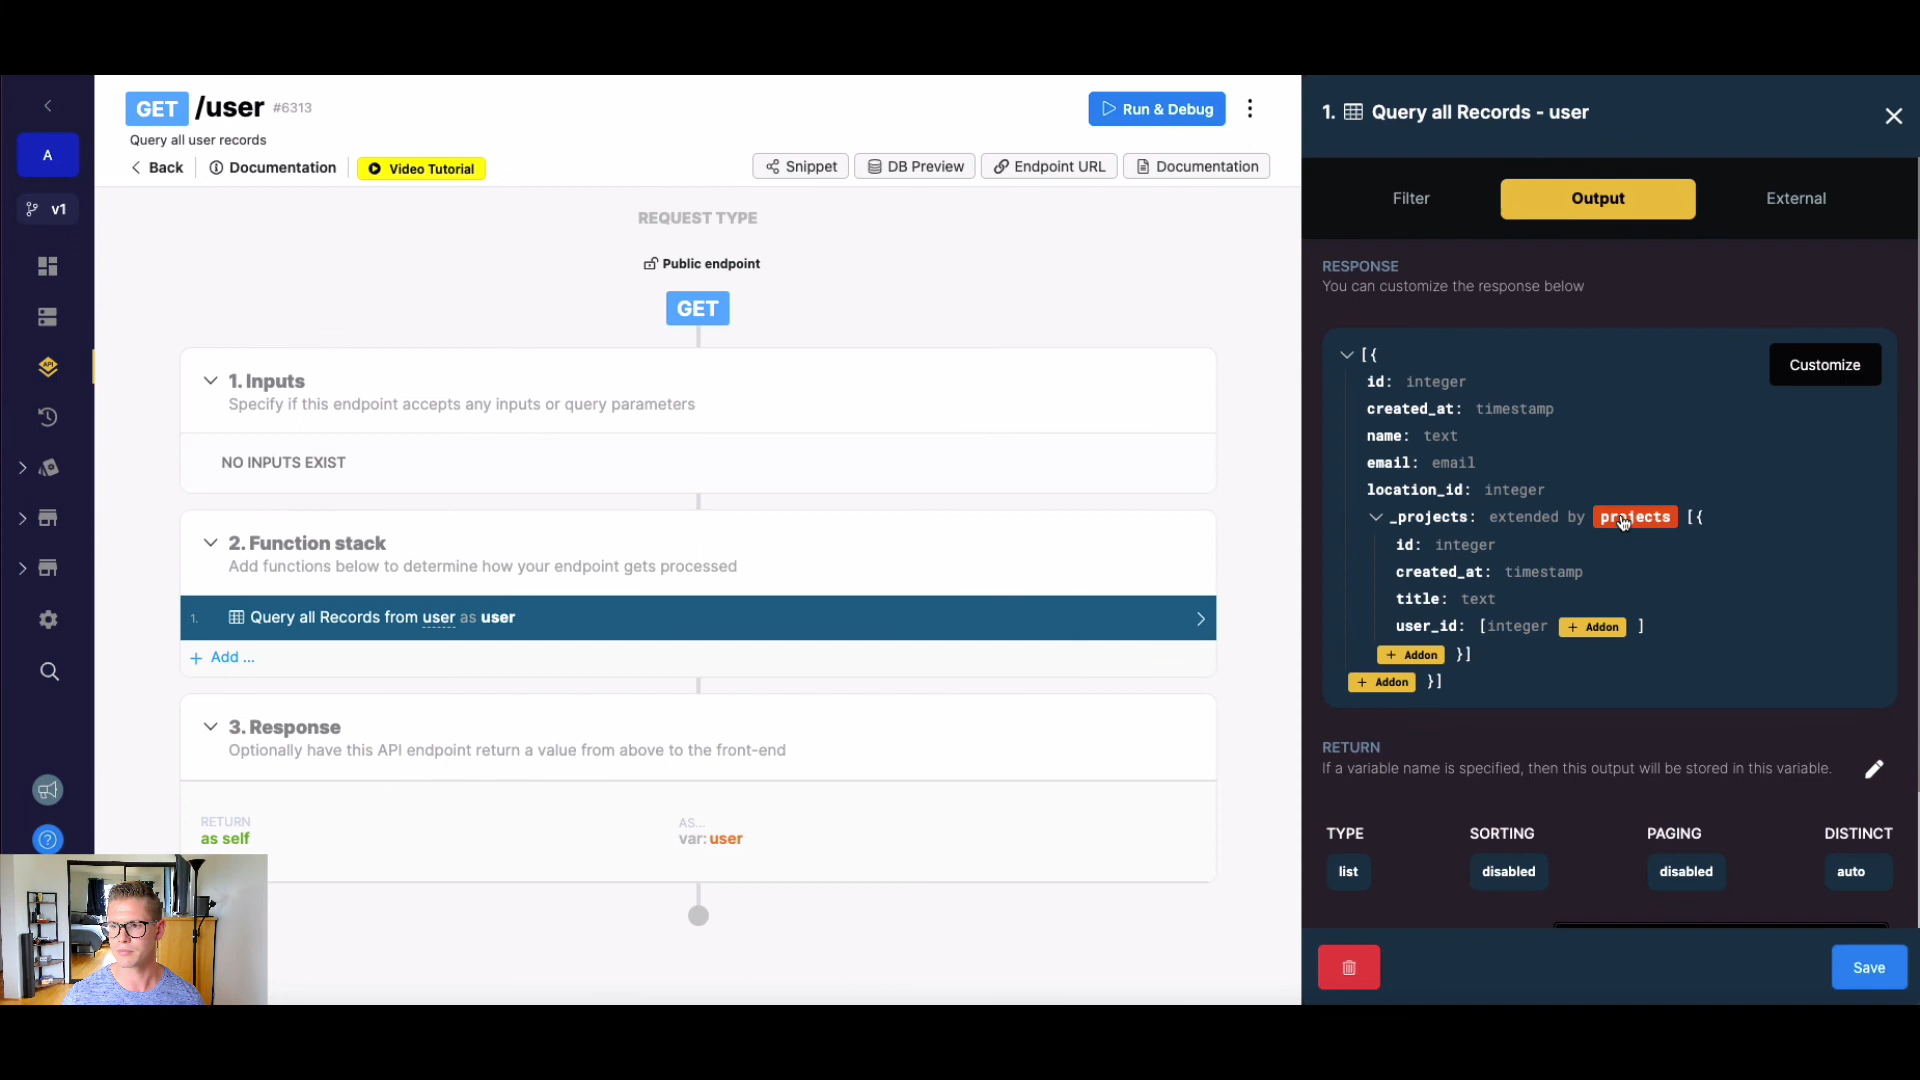 GET /user #6313
Query all user records
Back
Documentation
Video Tutorial
Run & Debug
Snippet
DB Preview
Endpoint URL
Documentation
A
v1
API
REQUEST TYPE
Public endpoint
GET
1. Inputs
Specify if this endpoint accepts any inputs or query parameters
NO INPUTS EXIST
2. Function stack
Add functions below to determine how your endpoint gets processed
1. Query all Records from user as user
+ Add ...
3. Response
Optionally have this API endpoint return a value from above to the front-end
RETURN
as self
AS...
var: user
1. Query all Records - user
Filter
Output
External
RESPONSE
You can customize the response below
Customize
[{
id: integer
created_at: timestamp
name: text
email: email
location_id: integer
_projects: extended by projects [{
id: integer
created_at: timestamp
title: text
user_id: [integer + Addon ]
+ Addon }]
+ Addon }]
RETURN
If a variable name is specified, then this output will be stored in this variable.
TYPE SORTING PAGING DISTINCT
list disabled disabled auto
Save